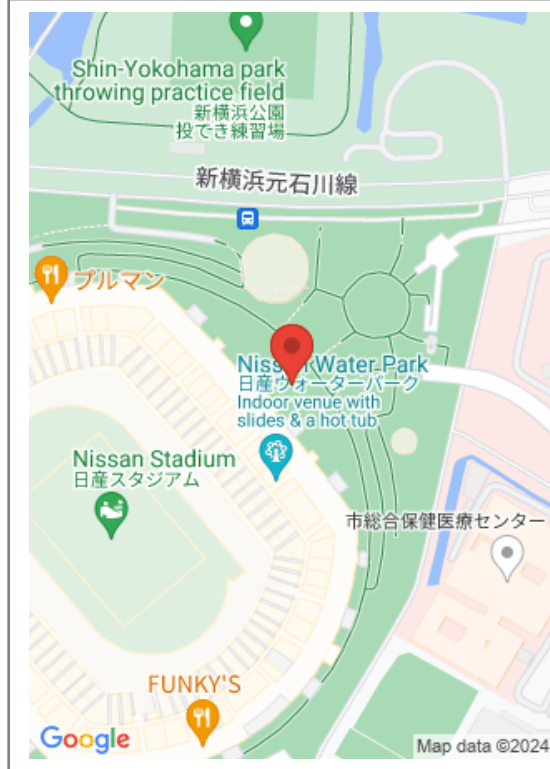 Shin-Yokohama park
throwing practice field
新横浜公園
投てき練習場
新横浜元石川線
プルマン
Nissan Water Park
日産ウォーターパーク
Indoor venue with
slides & a hot tub
Nissan Stadium
日産スタジアム
市総合保健医療センター
FUNKY'S
Google
Map data ©2024